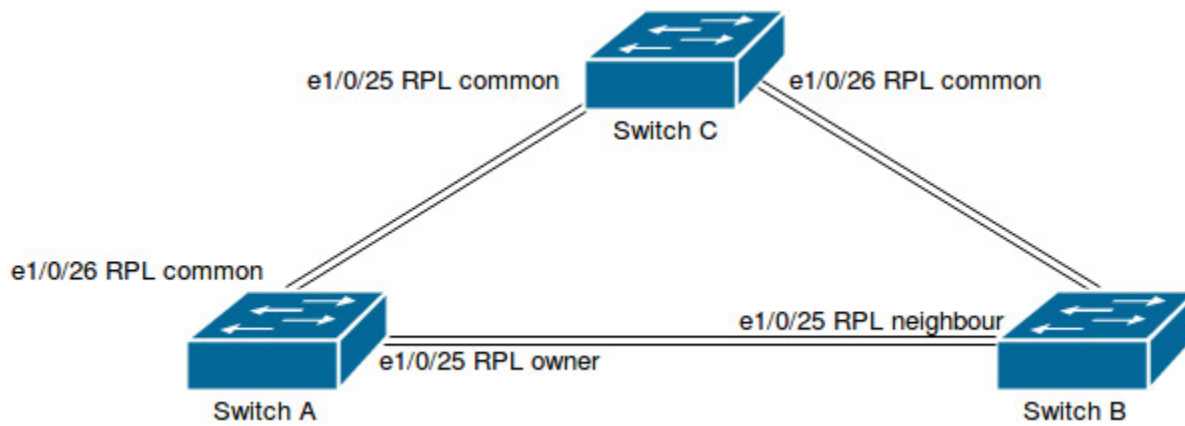 e1/0/25 RPL common
e1/0/26 RPL common
Switch C
e1/0/26 RPL common
e1/0/25 RPL neighbour
e1/0/25 RPL owner
Switch A
Switch B